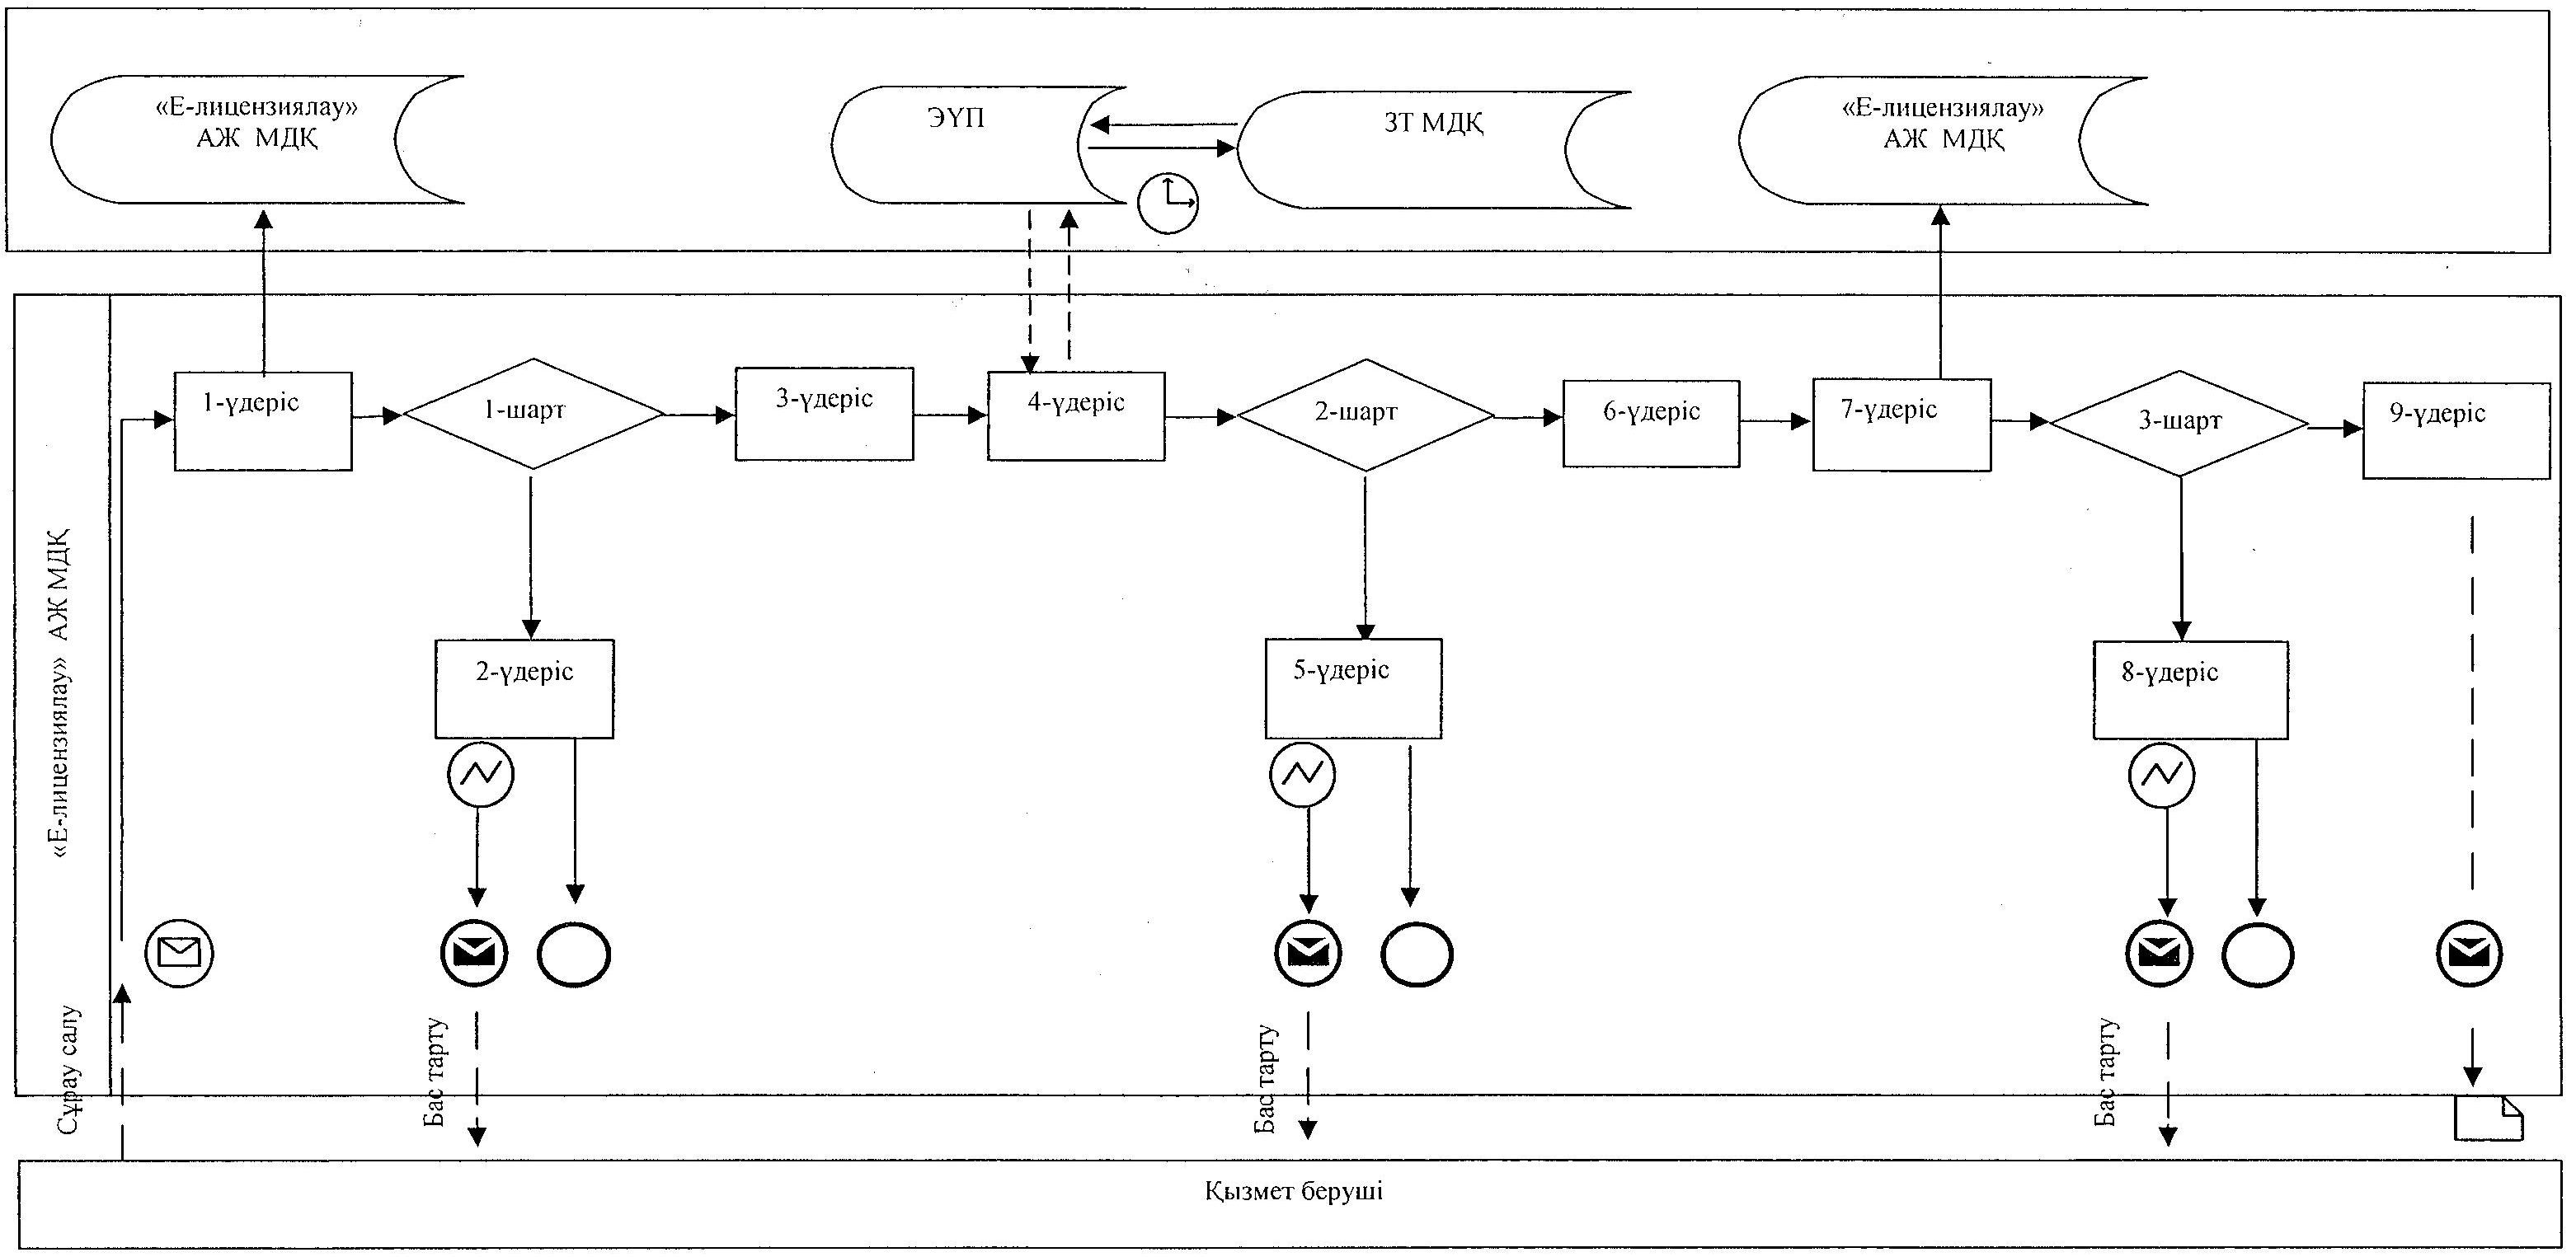 «Е-лицензиялау»
АЖ МДҚ
ЭҮП
ЗТ МДҚ
«Е-лицензиялау»
АЖ МДҚ
«Е-лицензиялау» АЖ МДҚ
1-үдеріс
1-шарт
3-үдеріс
4-үдеріс
2-шарт
6-үдеріс
7-үдеріс
3-шарт
9-үдеріс
2-үдеріс
5-үдеріс
8-үдеріс
Сұрау салу
Бас тарту
Бас тарту
Бас тарту
Қызмет беруші